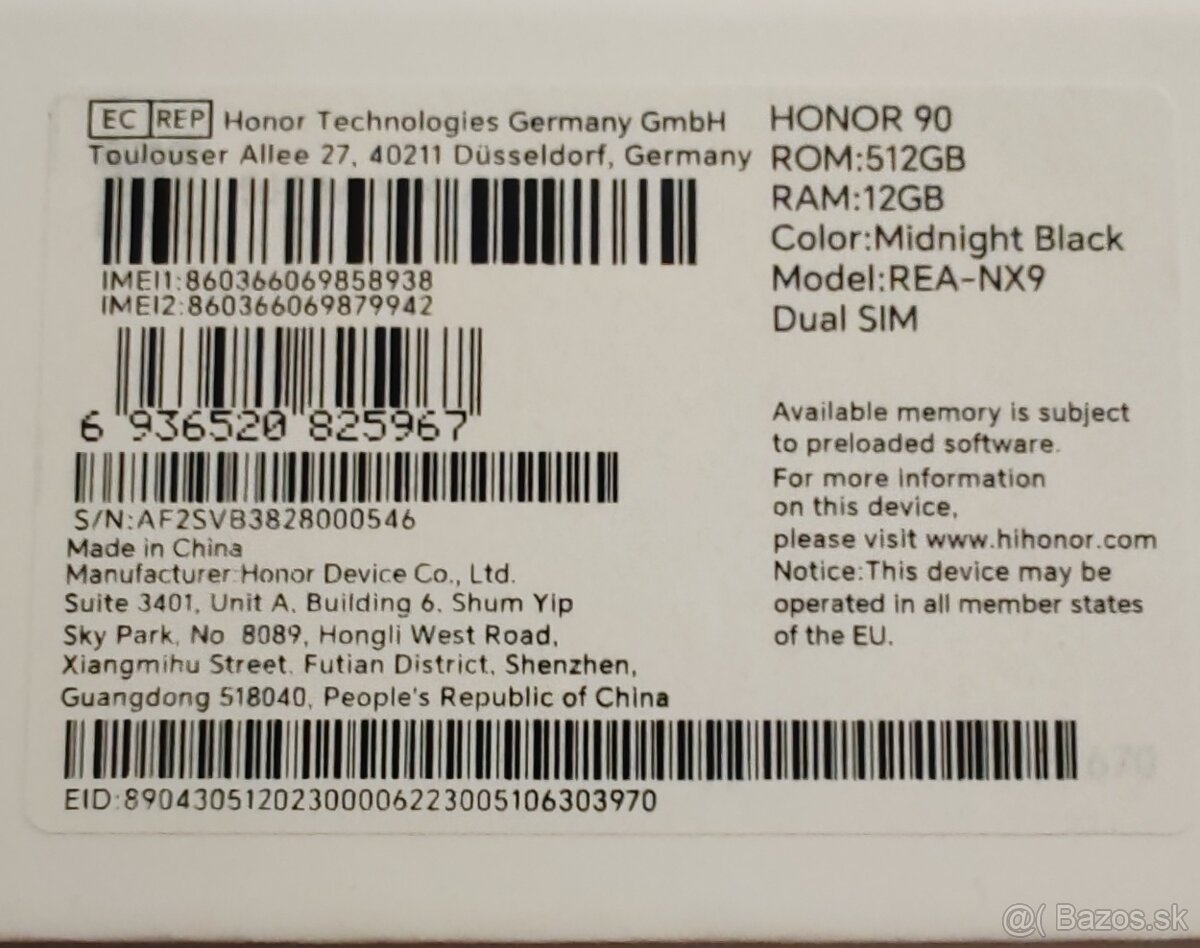 EC REP Honor Technologies Germany GmbH
Toulouser Allee 27, 40211 Düsseldorf, Germany
IMEI1:860366069858938
IMEI2:860366069879942
6 936520 825967
S/N:AF2SVB3828000546
Made in China
Manufacturer:Honor Device Co., Ltd.
Suite 3401, Unit A, Building 6, Shum Yip
Sky Park, No 8089, Hongli West Road,
Xiangmihu Street, Futian District, Shenzhen,
Guangdong 518040, People's Republic of China
EID:89043051202300006223005106303970
HONOR 90
ROM:512GB
RAM:12GB
Color:Midnight Black
Model:REA-NX9
Dual SIM
Available memory is subject
to preloaded software.
For more information
on this device,
please visit www.hihonor.com
Notice:This device may be
operated in all member states
of the EU.
670
@( Bazos.sk